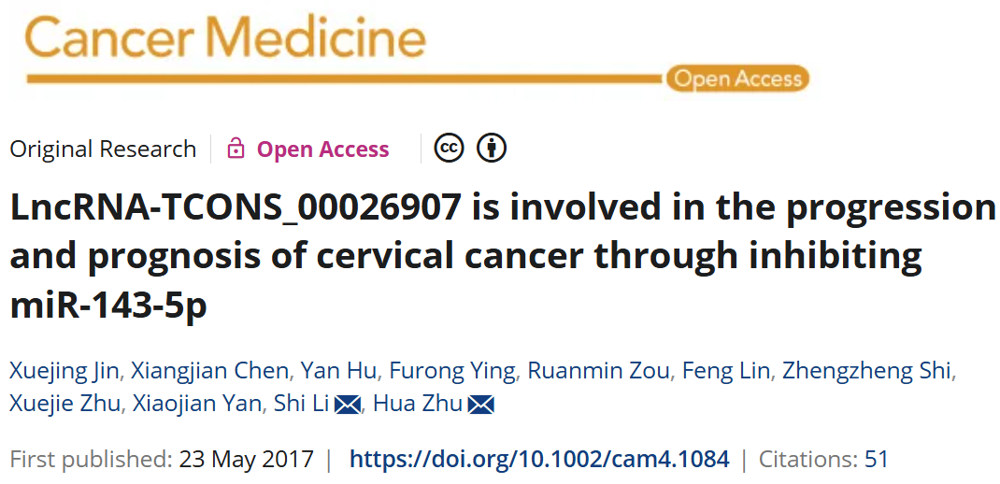 Cancer Medicine
Open Access
Original Research Open Access cc
LncRNA-TCONS_00026907 is involved in the progression
and prognosis of cervical cancer through inhibiting
miR-143-5p
Xuejing Jin, Xiangjian Chen, Yan Hu, Furong Ying, Ruanmin Zou, Feng Lin, Zhengzheng Shi,
Xuejie Zhu, Xiaojian Yan, Shi Li, Hua Zhu
First published: 23 May 2017 | https://doi.org/10.1002/cam4.1084 | Citations: 51